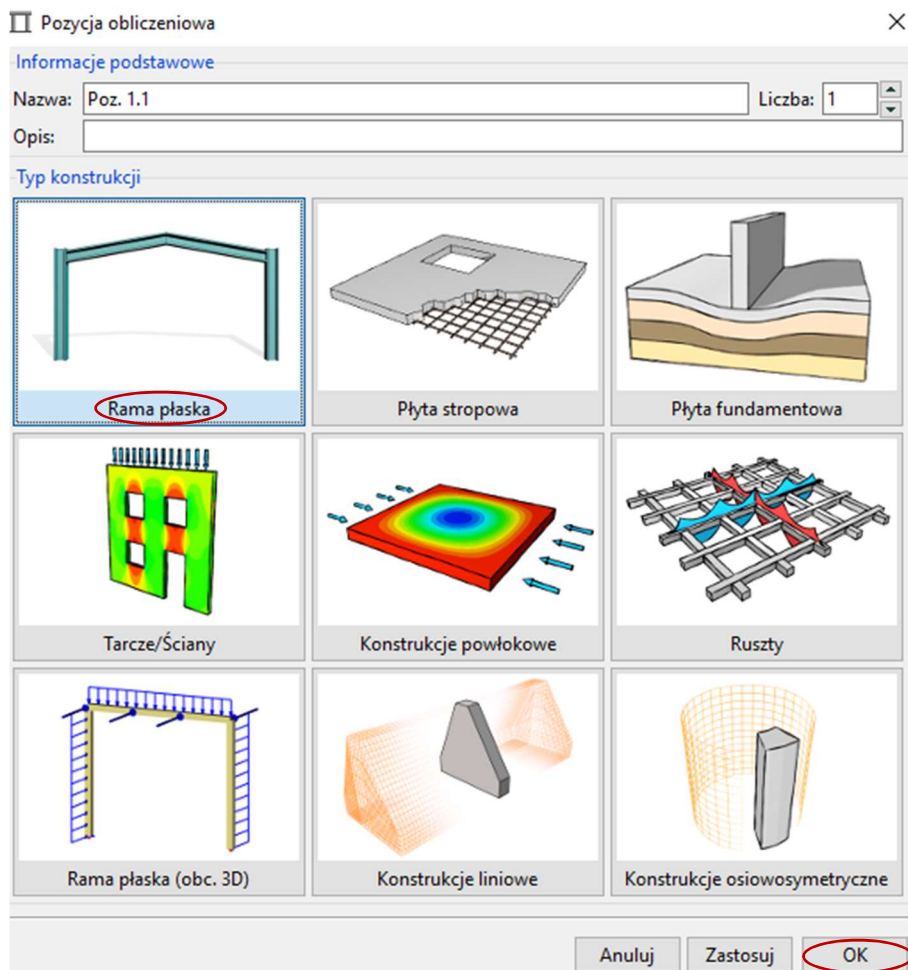 Pozycja obliczeniowa
Informacje podstawowe
Nazwa: Poz. 1.1 Liczba: 1
Opis:
Typ konstrukcji
Rama płaska Płyta stropowa Płyta fundamentowa
Tarcze/Ściany Konstrukcje powłokowe Ruszty
Rama płaska (obc. 3D) Konstrukcje liniowe Konstrukcje osiowosymetryczne
Anuluj Zastosuj OK